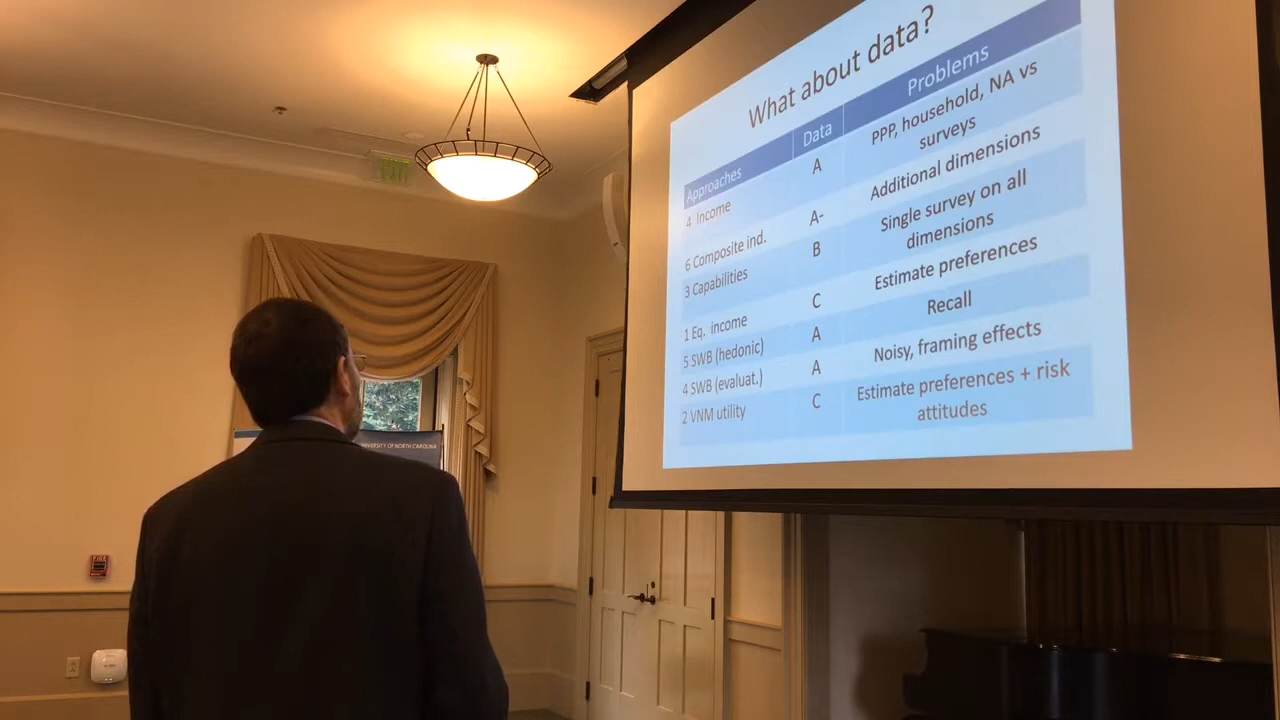 What about data?
Approaches Data Problems
4 Income A PPP, household, NA vs
surveys
6 Composite ind. A- Additional dimensions
3 Capabilities B Single survey on all
dimensions
1 Eq. income C Estimate preferences
5 SWB (hedonic) A Recall
4 SWB (evaluat.) A Noisy, framing effects
2 VNM utility C Estimate preferences + risk
attitudes
EXIT
UNIVERSITY OF NORTH CAROLINA
FIRE